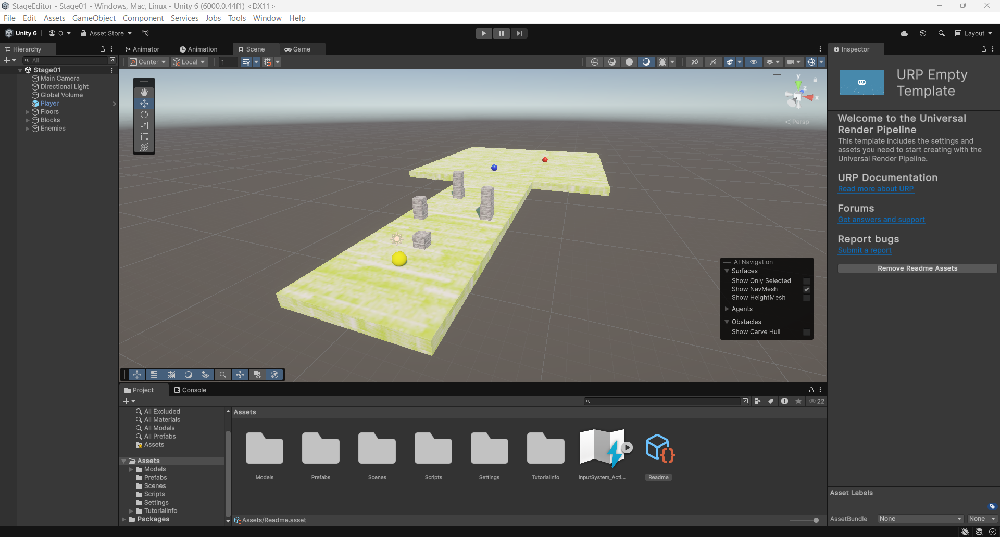 StageEditor - Stage01 - Windows, Mac, Linux - Unity 6 (6000.0.44f1) <DX11>
File Edit Assets GameObject Component Services Jobs Tools Window Help
Unity 6 O Asset Store Layout
Hierarchy
All
Stage01
Main Camera
Directional Light
Global Volume
Player
Floors
Blocks
Enemies
Animator Animation Scene Game
Center Local 1 2D
y
z
x
Persp
AI Navigation
Surfaces
Show Only Selected
Show NavMesh
Show HeightMesh
Agents
Obstacles
Show Carve Hull
Project Console
22
All Excluded
All Materials
All Models
All Prefabs
Assets
Assets
Models
Prefabs
Scenes
Scripts
Settings
TutorialInfo
Packages
Assets
Models Prefabs Scenes Scripts Settings TutorialInfo InputSystem_Acti... Readme
Assets/Readme.asset
Inspector
SRP
URP Empty
Template
Welcome to the Universal
Render Pipeline
This template includes the settings and
assets you need to start creating with the
Universal Render Pipeline.
URP Documentation
Read more about URP
Forums
Get answers and support
Report bugs
Submit a report
Remove Readme Assets
Asset Labels
AssetBundle None None